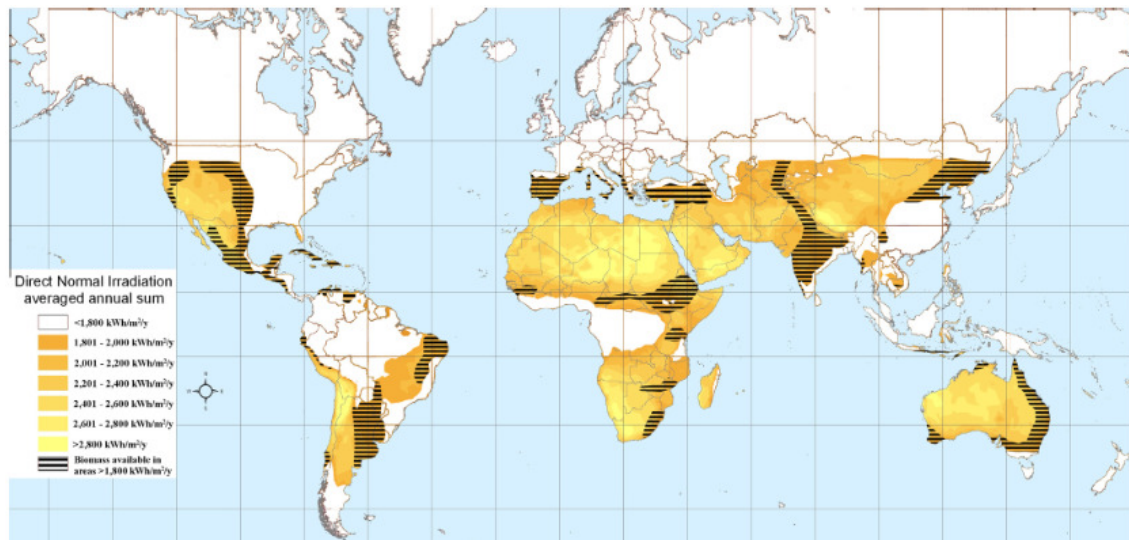 Direct Normal Irradiation
averaged annual sum
<1,800 kWh/m²/y
1,801 - 2,000 kWh/m²/y
2,001 - 2,200 kWh/m²/y
2,201 - 2,400 kWh/m²/y
2,401 - 2,600 kWh/m²/y
2,601 - 2,800 kWh/m²/y
>2,800 kWh/m²/y
Biomass available in
areas >1,800 kWh/m²/y